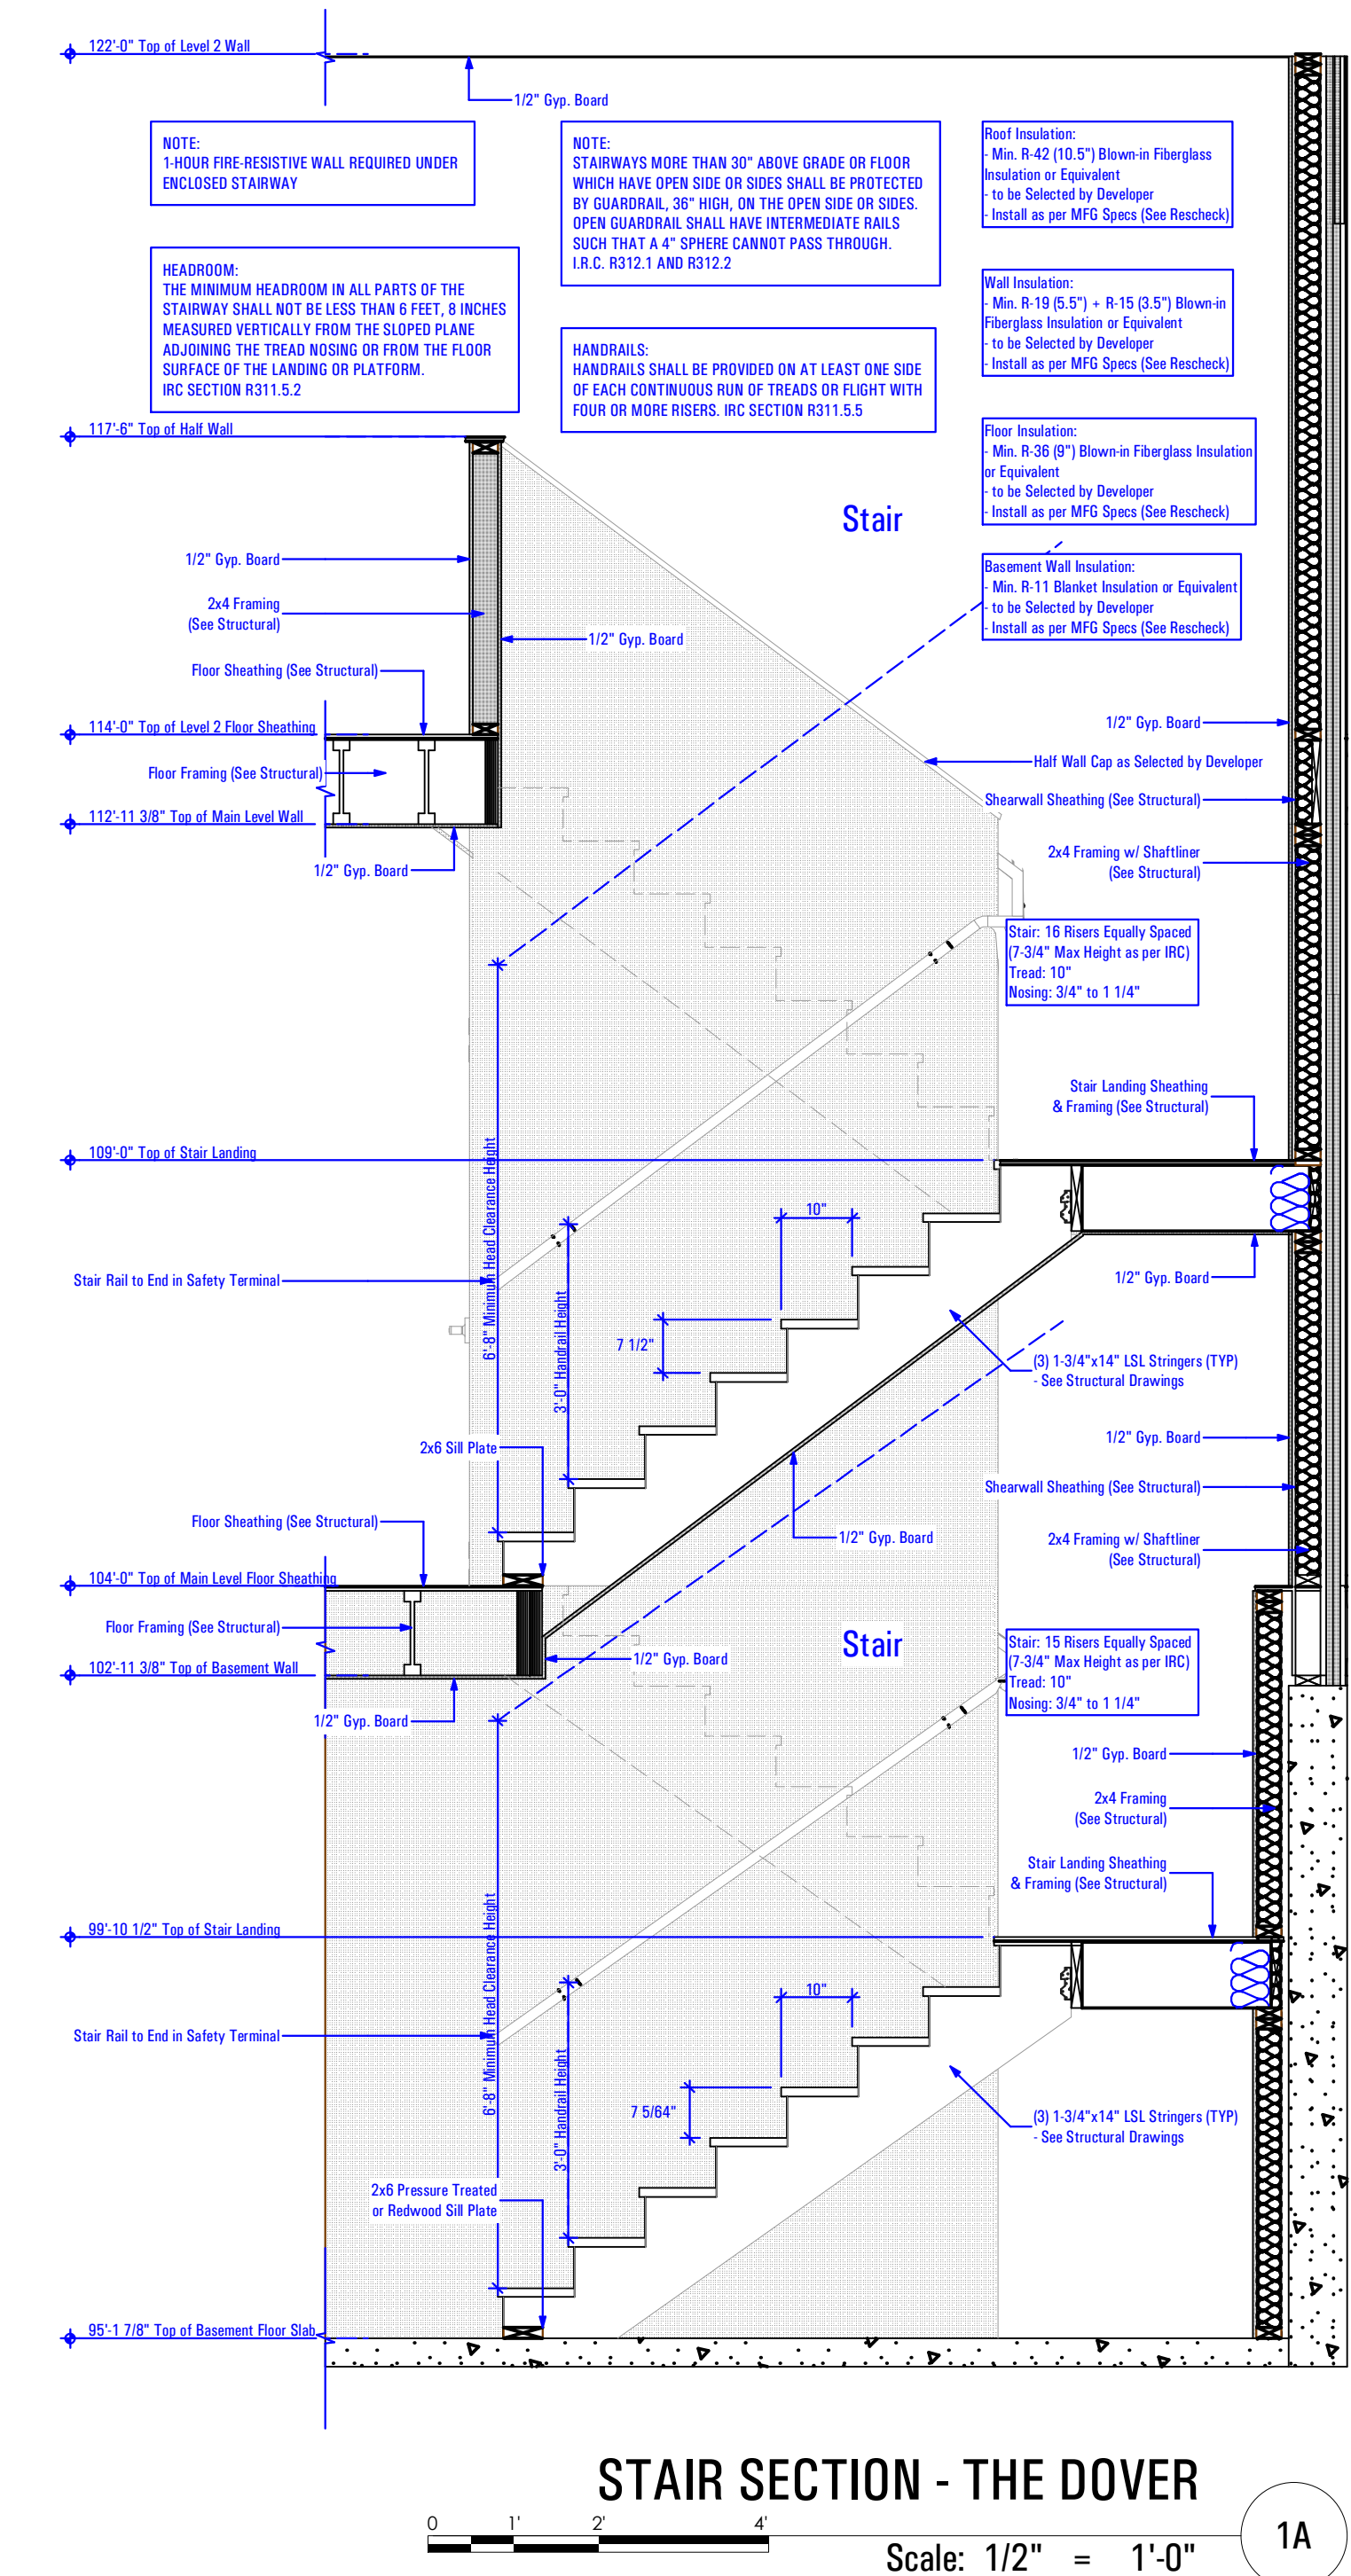 122'-0" Top of Level 2 Wall
1/2" Gyp. Board
NOTE:
1-HOUR FIRE-RESISTIVE WALL REQUIRED UNDER
ENCLOSED STAIRWAY
NOTE:
STAIRWAYS MORE THAN 30" ABOVE GRADE OR FLOOR
WHICH HAVE OPEN SIDE OR SIDES SHALL BE PROTECTED
BY GUARDRAIL, 36" HIGH, ON THE OPEN SIDE OR SIDES.
OPEN GUARDRAIL SHALL HAVE INTERMEDIATE RAILS
SUCH THAT A 4" SPHERE CANNOT PASS THROUGH.
I.R.C. R312.1 AND R312.2
Roof Insulation:
- Min. R-42 (10.5") Blown-in Fiberglass
Insulation or Equivalent
- to be Selected by Developer
- Install as per MFG Specs (See Rescheck)
HEADROOM:
THE MINIMUM HEADROOM IN ALL PARTS OF THE
STAIRWAY SHALL NOT BE LESS THAN 6 FEET, 8 INCHES
MEASURED VERTICALLY FROM THE SLOPED PLANE
ADJOINING THE TREAD NOSING OR FROM THE FLOOR
SURFACE OF THE LANDING OR PLATFORM.
IRC SECTION R311.5.2
HANDRAILS:
HANDRAILS SHALL BE PROVIDED ON AT LEAST ONE SIDE
OF EACH CONTINUOUS RUN OF TREADS OR FLIGHT WITH
FOUR OR MORE RISERS. IRC SECTION R311.5.5
Wall Insulation:
- Min. R-19 (5.5") + R-15 (3.5") Blown-in
Fiberglass Insulation or Equivalent
- to be Selected by Developer
- Install as per MFG Specs (See Rescheck)
117'-6" Top of Half Wall
Floor Insulation:
- Min. R-36 (9") Blown-in Fiberglass Insulation
or Equivalent
- to be Selected by Developer
- Install as per MFG Specs (See Rescheck)
Stair
1/2" Gyp. Board
Basement Wall Insulation:
- Min. R-11 Blanket Insulation or Equivalent
- to be Selected by Developer
- Install as per MFG Specs (See Rescheck)
2x4 Framing
(See Structural)
1/2" Gyp. Board
Floor Sheathing (See Structural)
114'-0" Top of Level 2 Floor Sheathing
1/2" Gyp. Board
Floor Framing (See Structural)
Half Wall Cap as Selected by Developer
Shearwall Sheathing (See Structural)
112'-11 3/8" Top of Main Level Wall
2x4 Framing w/ Shaftliner
(See Structural)
1/2" Gyp. Board
Stair: 16 Risers Equally Spaced
(7-3/4" Max Height as per IRC)
Tread: 10"
Nosing: 3/4" to 1 1/4"
Stair Landing Sheathing
& Framing (See Structural)
109'-0" Top of Stair Landing
6'-8" Minimum Head Clearance Height
3'-0" Handrail Height
10"
Stair Rail to End in Safety Terminal
1/2" Gyp. Board
7 1/2"
(3) 1-3/4"x14" LSL Stringers (TYP)
- See Structural Drawings
2x6 Sill Plate
1/2" Gyp. Board
Shearwall Sheathing (See Structural)
Floor Sheathing (See Structural)
1/2" Gyp. Board
2x4 Framing w/ Shaftliner
(See Structural)
104'-0" Top of Main Level Floor Sheathing
Floor Framing (See Structural)
Stair
Stair: 15 Risers Equally Spaced
(7-3/4" Max Height as per IRC)
Tread: 10"
Nosing: 3/4" to 1 1/4"
1/2" Gyp. Board
102'-11 3/8" Top of Basement Wall
1/2" Gyp. Board
1/2" Gyp. Board
2x4 Framing
(See Structural)
Stair Landing Sheathing
& Framing (See Structural)
99'-10 1/2" Top of Stair Landing
6'-8" Minimum Head Clearance Height
3'-0" Handrail Height
10"
Stair Rail to End in Safety Terminal
7 5/64"
(3) 1-3/4"x14" LSL Stringers (TYP)
- See Structural Drawings
2x6 Pressure Treated
or Redwood Sill Plate
95'-1 7/8" Top of Basement Floor Slab
STAIR SECTION - THE DOVER
0 1' 2' 4'
Scale: 1/2" = 1'-0"
1A